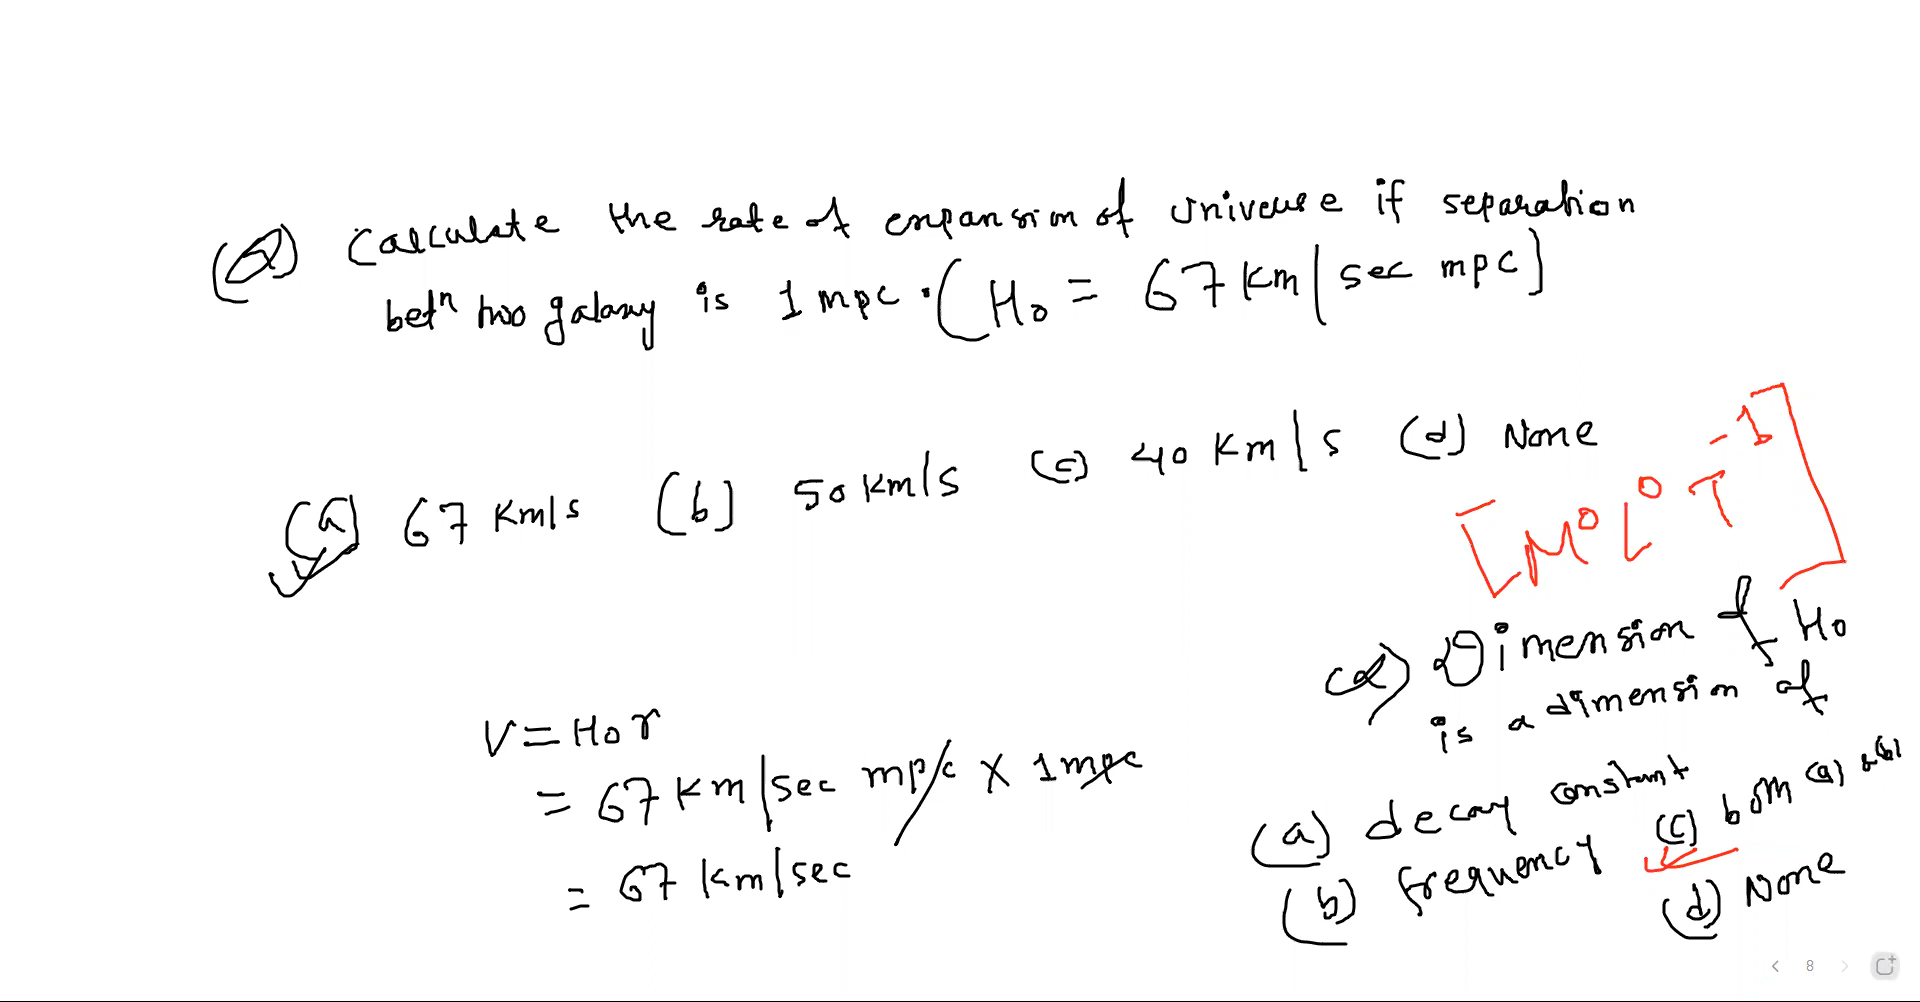 (Q) Calculate the rate of expansion of universe if separation
betn two galaxy is 1 mpc. (H0 = 67 km/sec mpc)
(a) 67 km/s (b) 50 km/s (c) 40 km/s (d) None
[M0 L0 T-1]
V = H0 r
= 67 km/sec mpc x 1 mpc
= 67 km/sec
(Q) Dimension of H0
is a dimension of
(a) decay constant
(b) frequency (c) both (a) & (b)
(d) None
8